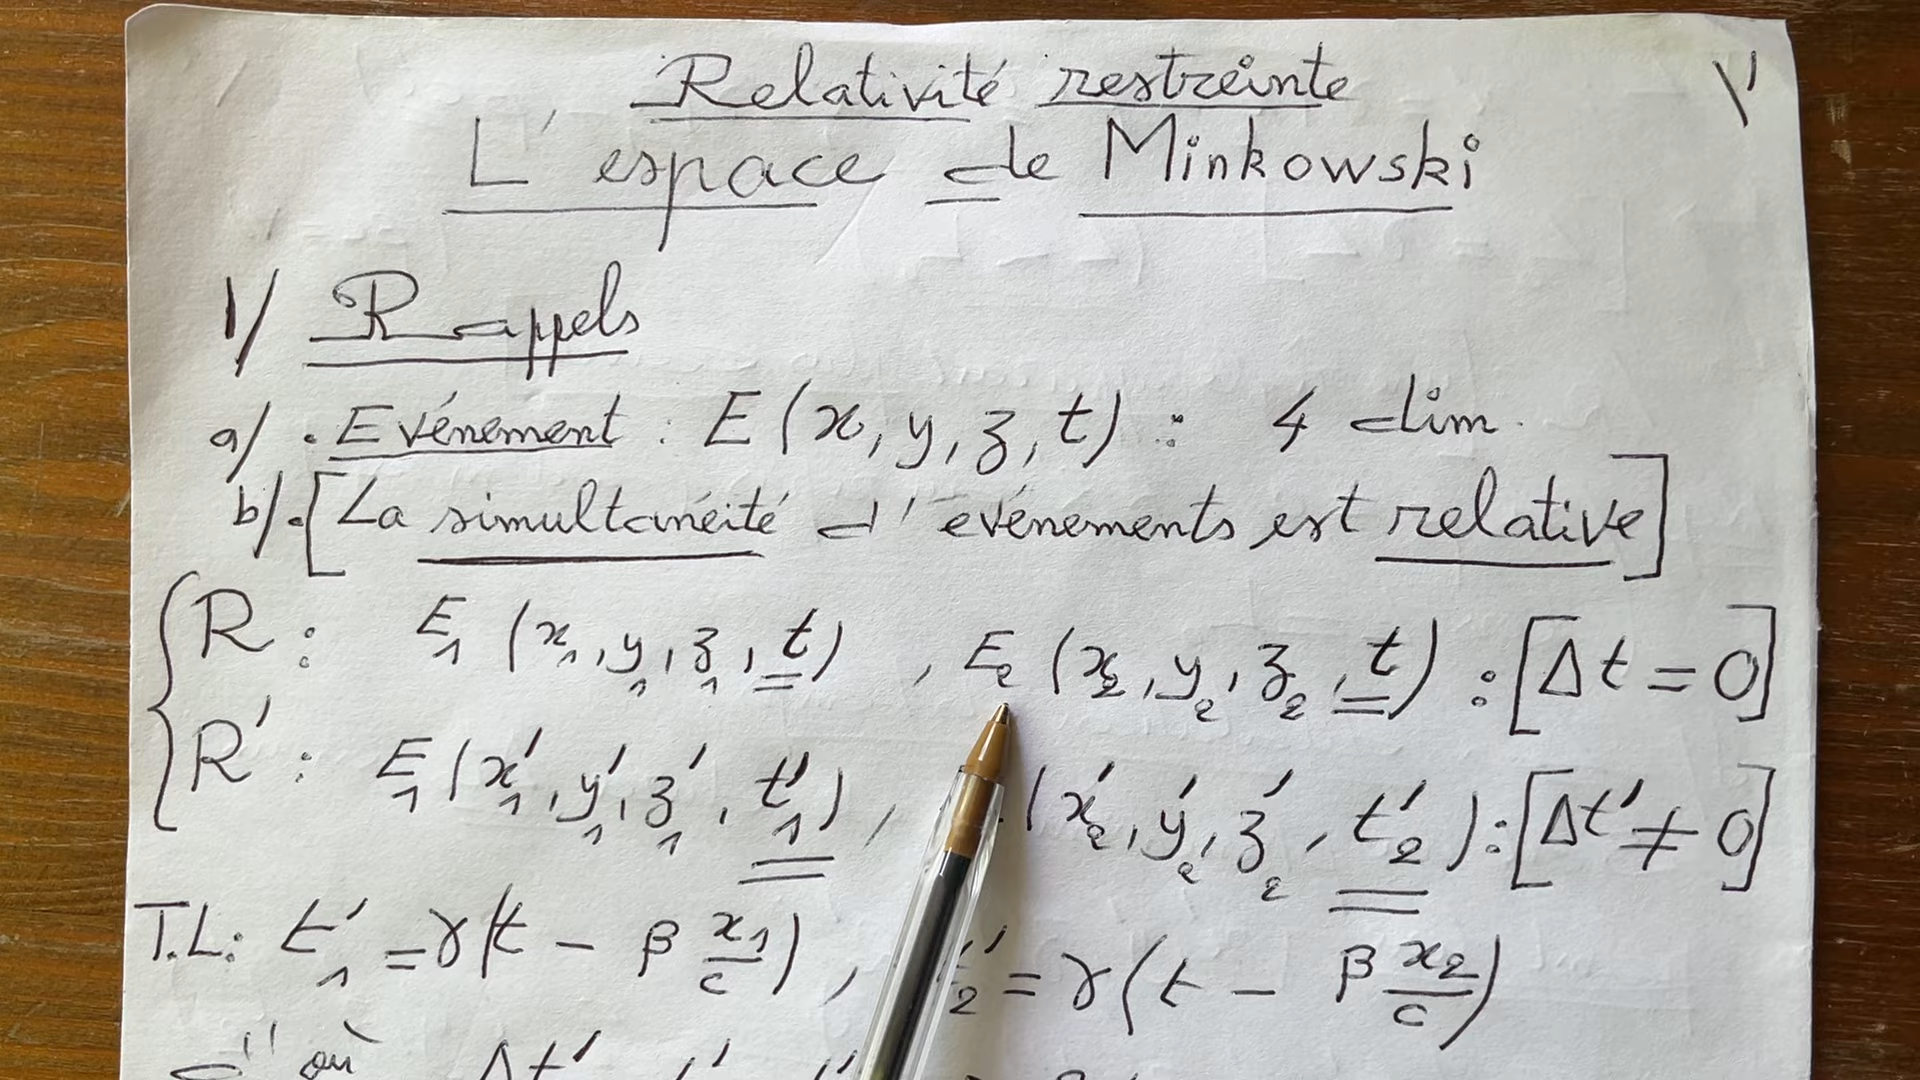 Relativité restreinte
1'
L'espace de Minkowski
1/ Rappels
a/ . Evénement : E (x, y, z, t) : 4 dim.
b/ . [La simultanéité d'événements est relative]
R : E₁ (x₁, y₁, z₁, t) , E₂ (x₂, y₂, z₂, t) : [Δt = 0]
R' : E₁ (x'₁, y'₁, z'₁, t'₁) , (x'₂, y'₂, z'₂, t'₂) : [Δt' ≠ 0]
T.L : t'₁ = γ(t - β x₁/c) , '₂ = γ(t - β x₂/c)
d'où Δt'